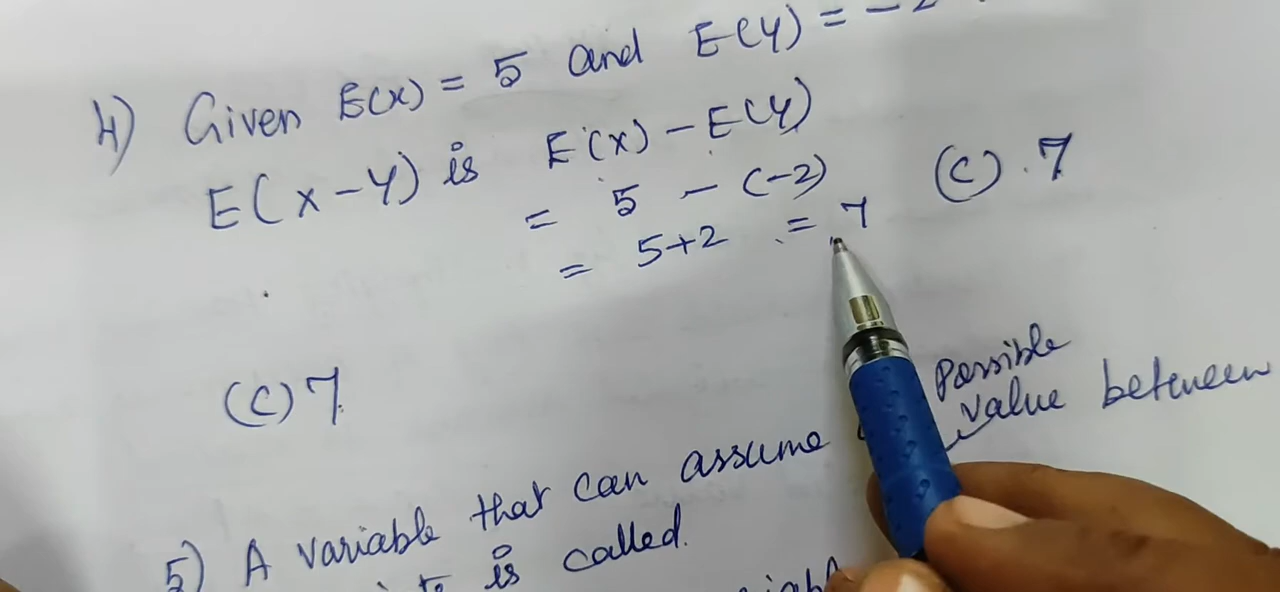 4) Given E(x) = 5 and E(y) = -2
E(x-y) is E(x) - E(y)
= 5 - (-2) (C). 7
= 5+2 = 7
(C) 7.
possible
5) A variable that can assume value between
is called.